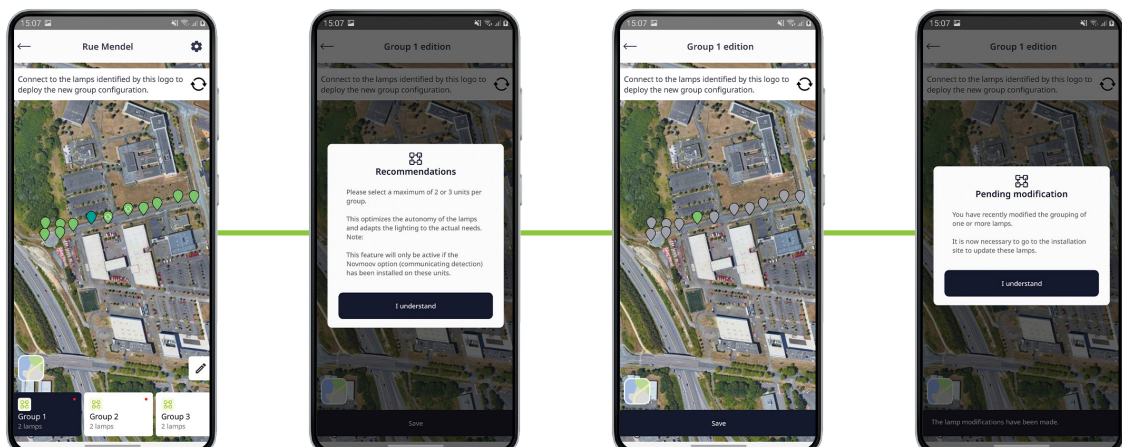 15:07
Rue Mendel
Connect to the lamps identified by this logo to
deploy the new group configuration.
Group 1
2 lamps
Group 2
2 lamps
Group 3
2 lamps
15:07
Group 1 edition
Connect to the lamps identified by this logo to
deploy the new group configuration.
Recommendations
Please select a maximum of 2 or 3 units per
group.
This optimizes the autonomy of the lamps
and adapts the lighting to the actual needs.
Note:
This feature will only be active if the
Novmoov option (communicating detection)
has been installed on these units.
I understand
Save
15:07
Group 1 edition
Connect to the lamps identified by this logo to
deploy the new group configuration.
Save
15:07
Group 1 edition
Connect to the lamps identified by this logo to
deploy the new group configuration.
Pending modification
You have recently modified the grouping of
one or more lamps.
It is now necessary to go to the installation
site to update these lamps.
I understand
The lamp modifications have been made.